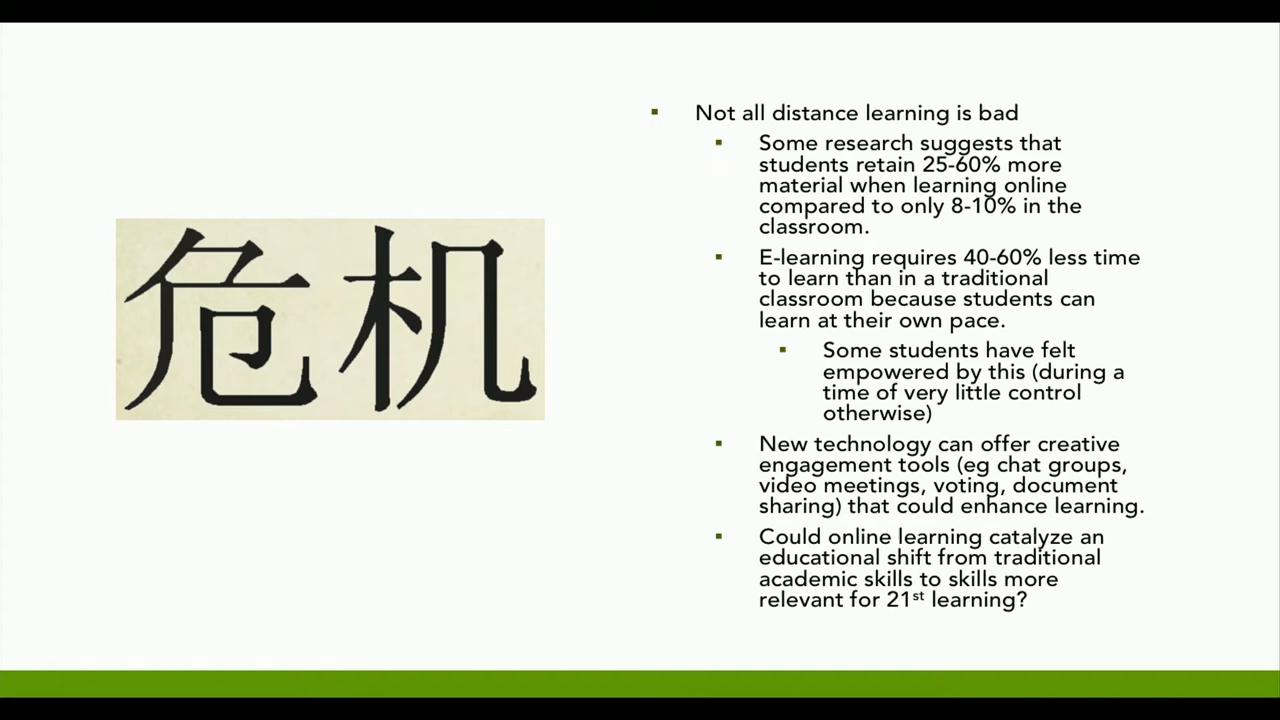 危机
Not all distance learning is bad
Some research suggests that
students retain 25-60% more
material when learning online
compared to only 8-10% in the
classroom.
E-learning requires 40-60% less time
to learn than in a traditional
classroom because students can
learn at their own pace.
Some students have felt
empowered by this (during a
time of very little control
otherwise)
New technology can offer creative
engagement tools (eg chat groups,
video meetings, voting, document
sharing) that could enhance learning.
Could online learning catalyze an
educational shift from traditional
academic skills to skills more
relevant for 21st learning?